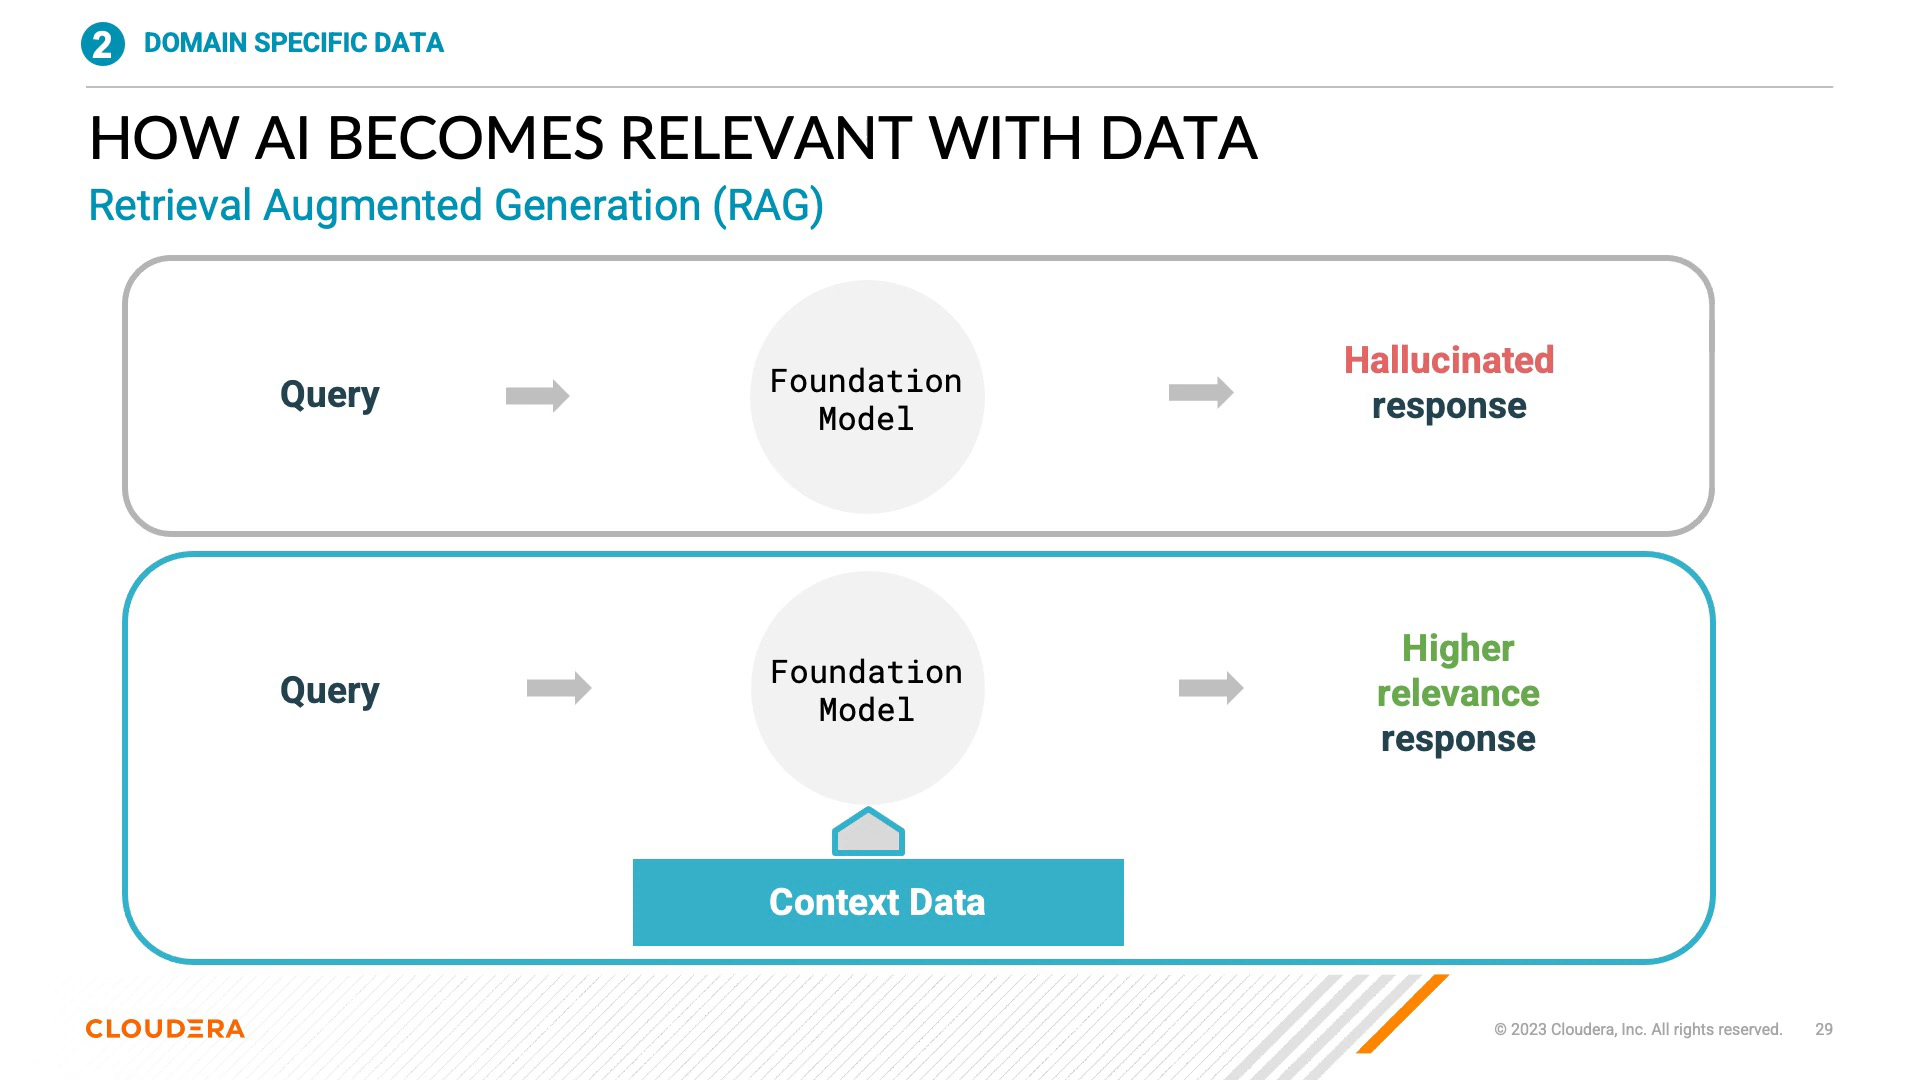 2 DOMAIN SPECIFIC DATA
HOW AI BECOMES RELEVANT WITH DATA
Retrieval Augmented Generation (RAG)
Query
Foundation
Model
Hallucinated
response
Query
Foundation
Model
Higher
relevance
response
Context Data
CLOUDERA
© 2023 Cloudera, Inc. All rights reserved. 29